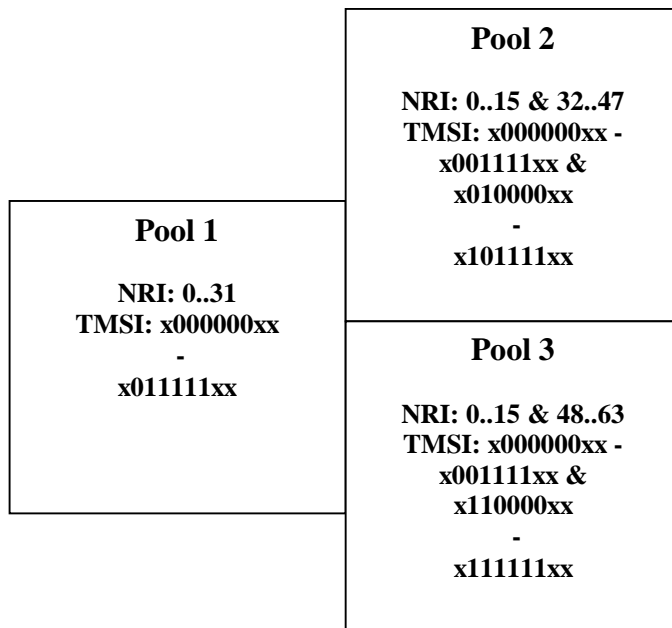 Pool 2
NRI: 0..15 & 32..47
TMSI: x000000xx -
x001111xx &
x010000xx
-
x101111xx
Pool 1
NRI: 0..31
TMSI: x000000xx
-
x011111xx
Pool 3
NRI: 0..15 & 48..63
TMSI: x000000xx -
x001111xx &
x110000xx
-
x111111xx